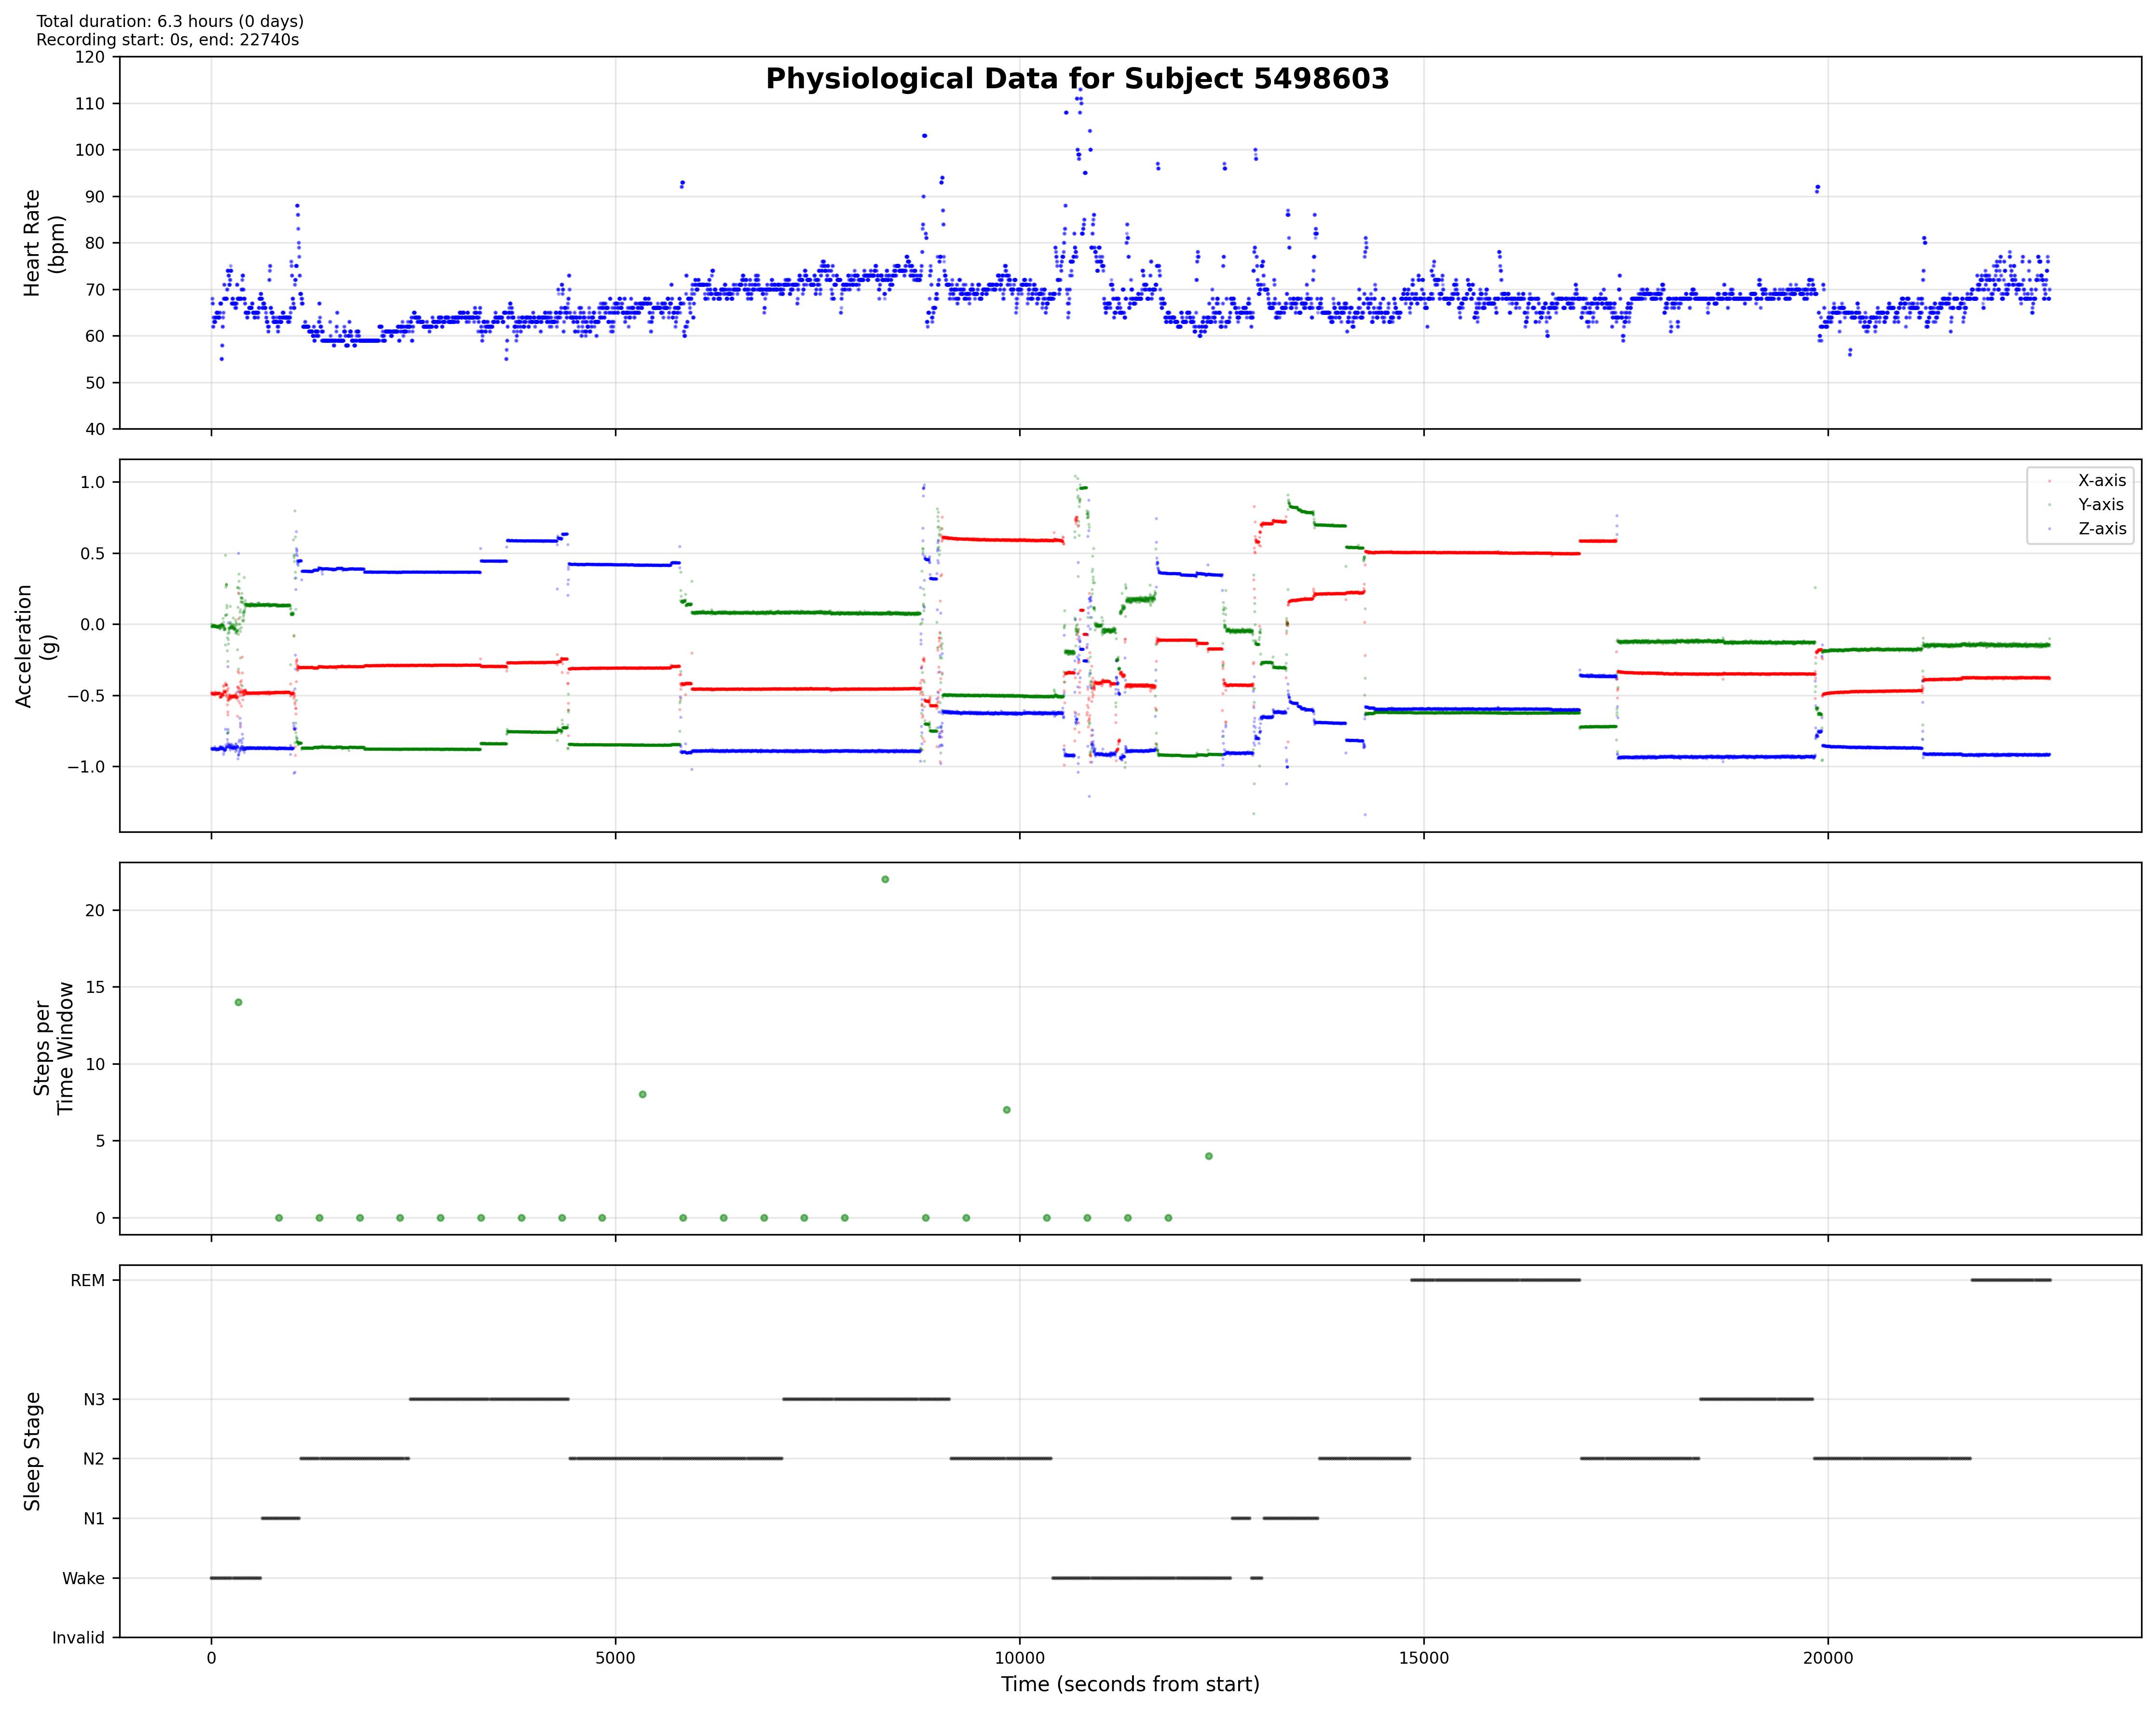 Total duration: 6.3 hours (0 days)
Recording start: 0s, end: 22740s
Physiological Data for Subject 5498603
120
110
100
90
80
70
60
50
40
Heart Rate
(bpm)
1.0
0.5
0.0
−0.5
−1.0
Acceleration
(g)
X-axis
Y-axis
Z-axis
20
15
10
5
0
Steps per
Time Window
REM
N3
N2
N1
Wake
Invalid
Sleep Stage
0 5000 10000 15000 20000
Time (seconds from start)